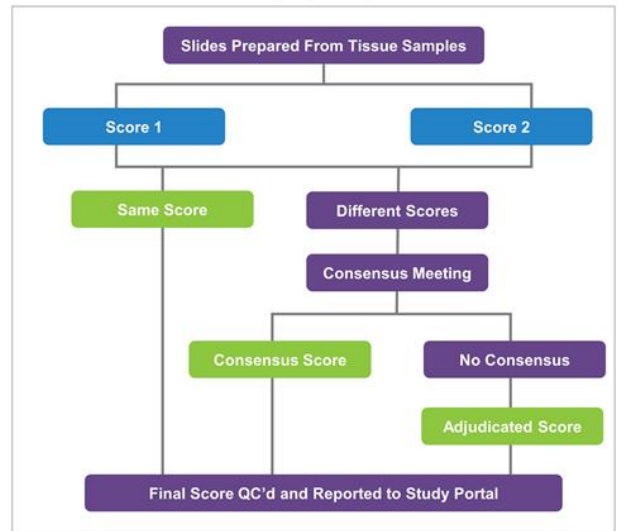 Slides Prepared From Tissue Samples
Score 1
Score 2
Same Score
Different Scores
Consensus Meeting
Consensus Score
No Consensus
Adjudicated Score
Final Score QC'd and Reported to Study Portal